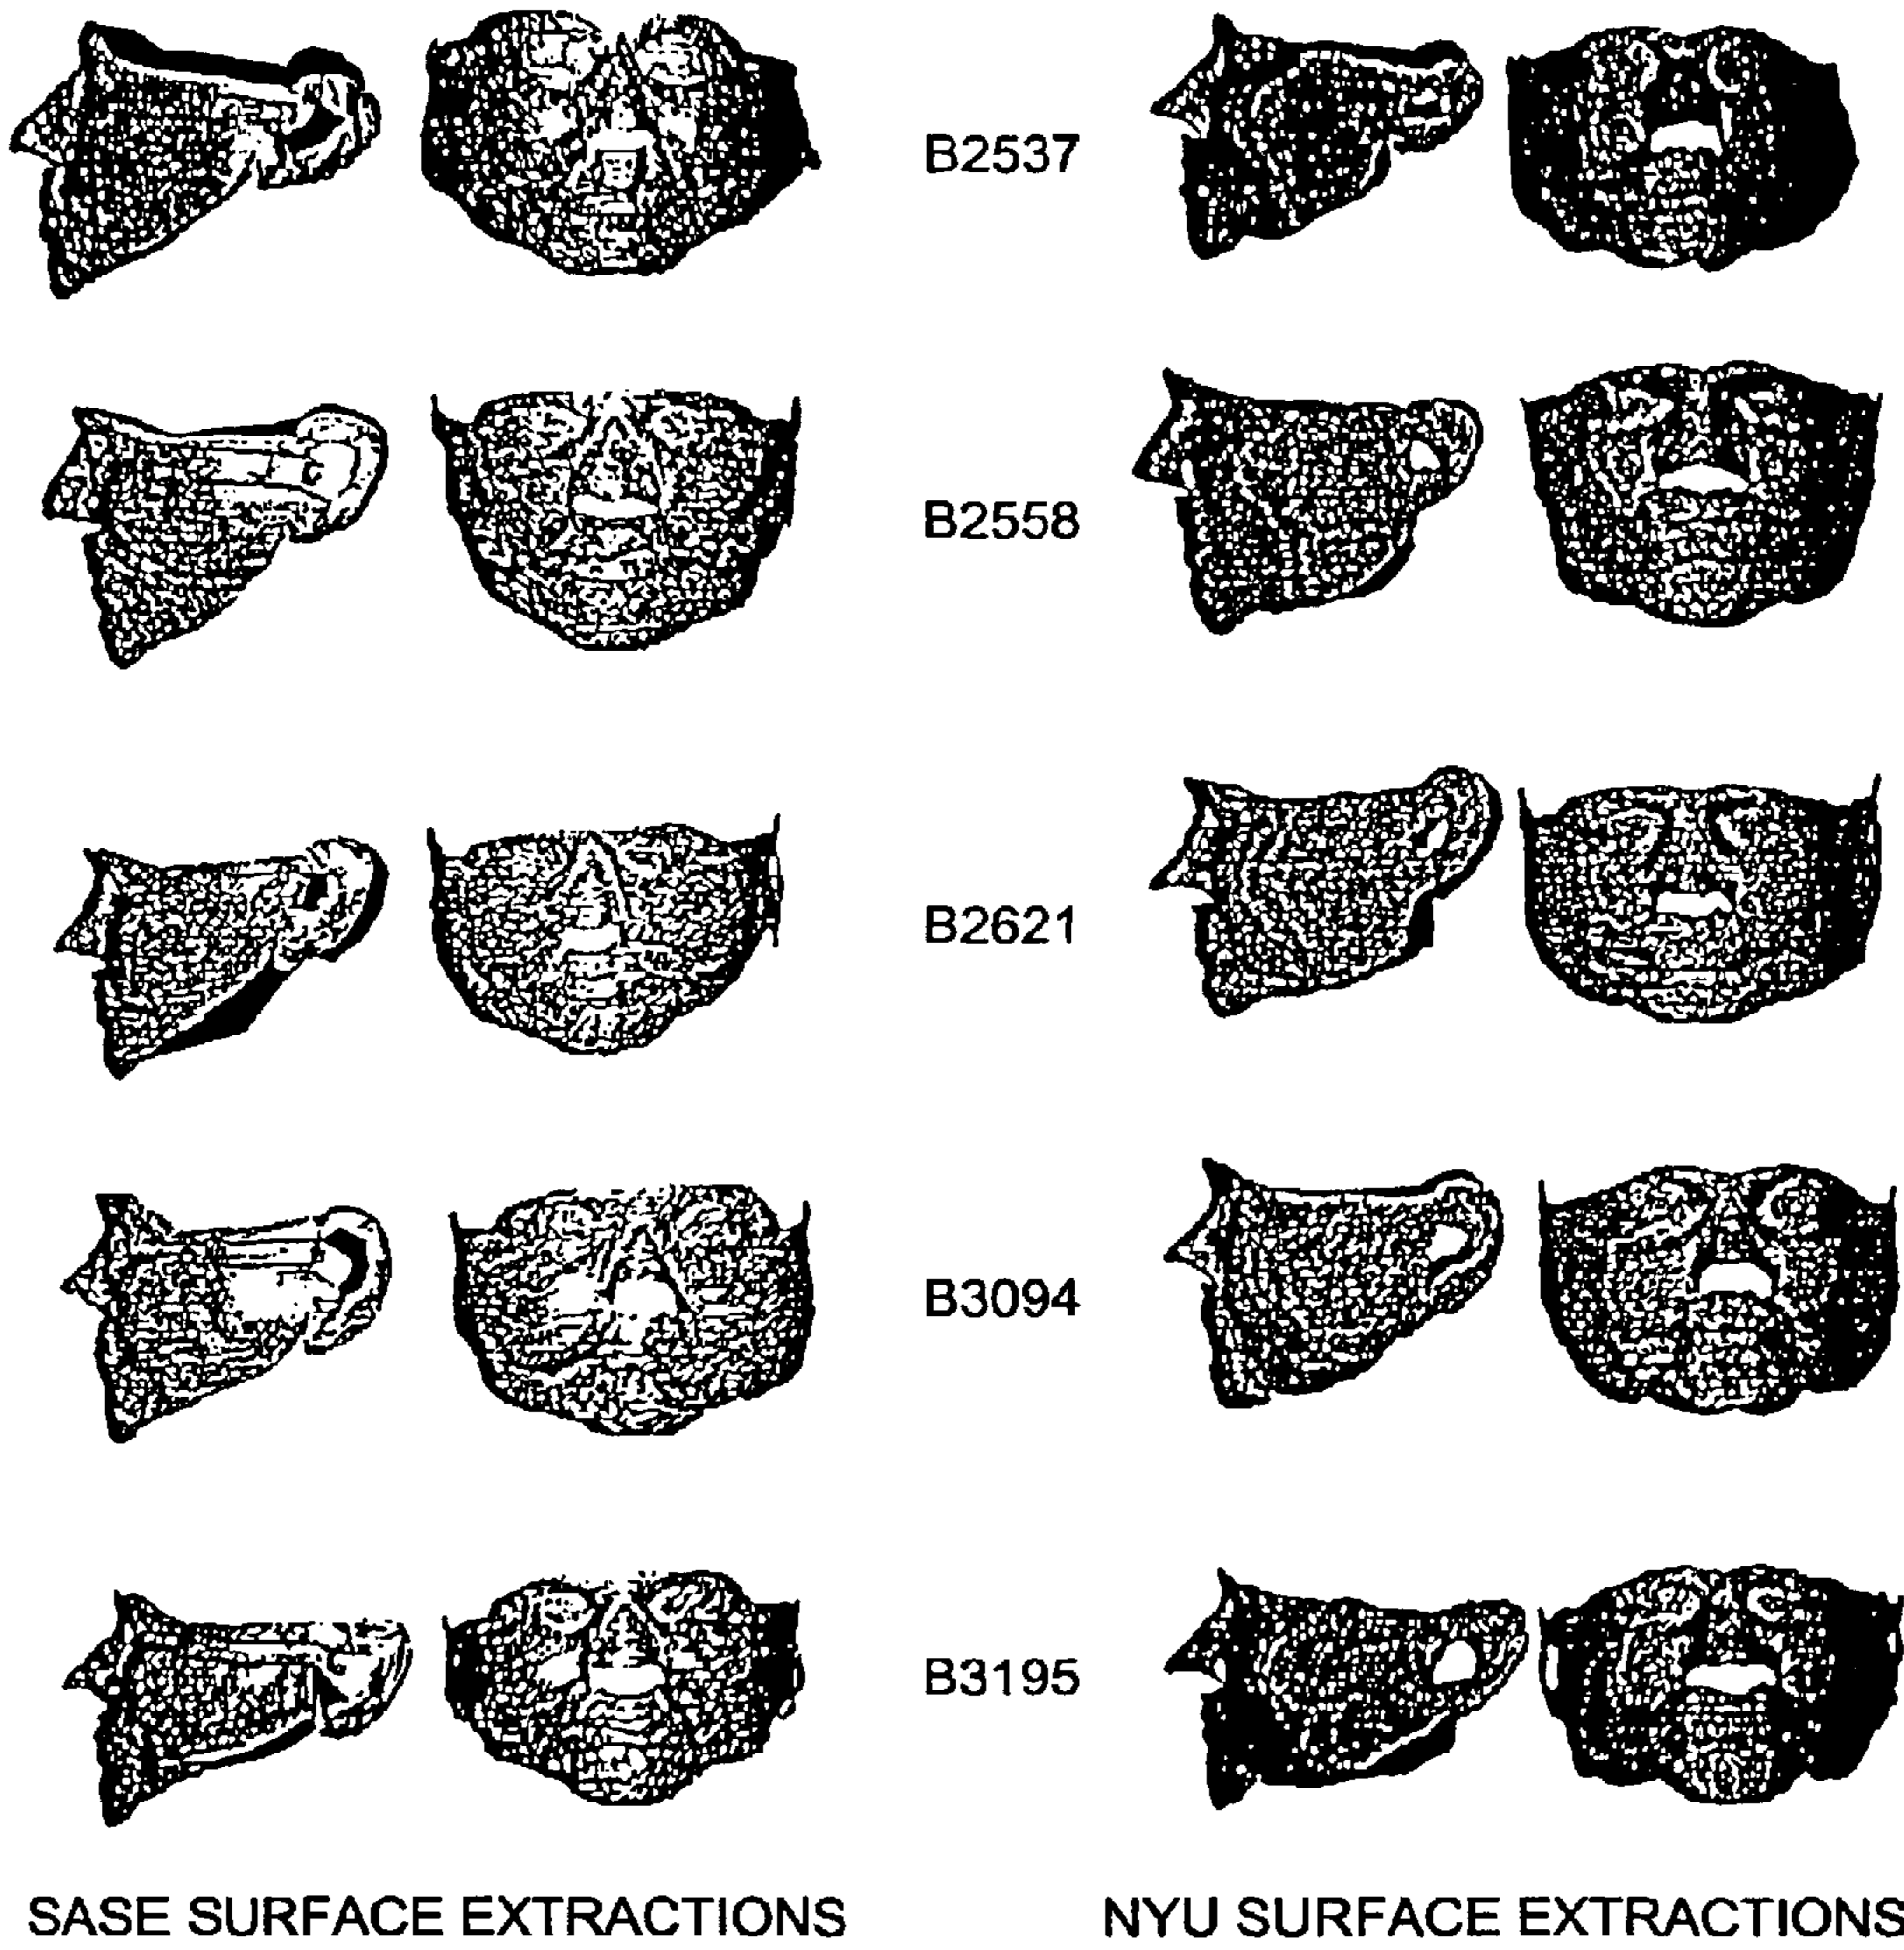 B2537
B2558
B2621
B3094
B3195
SASE SURFACE EXTRACTIONS
NYU SURFACE EXTRACTIONS